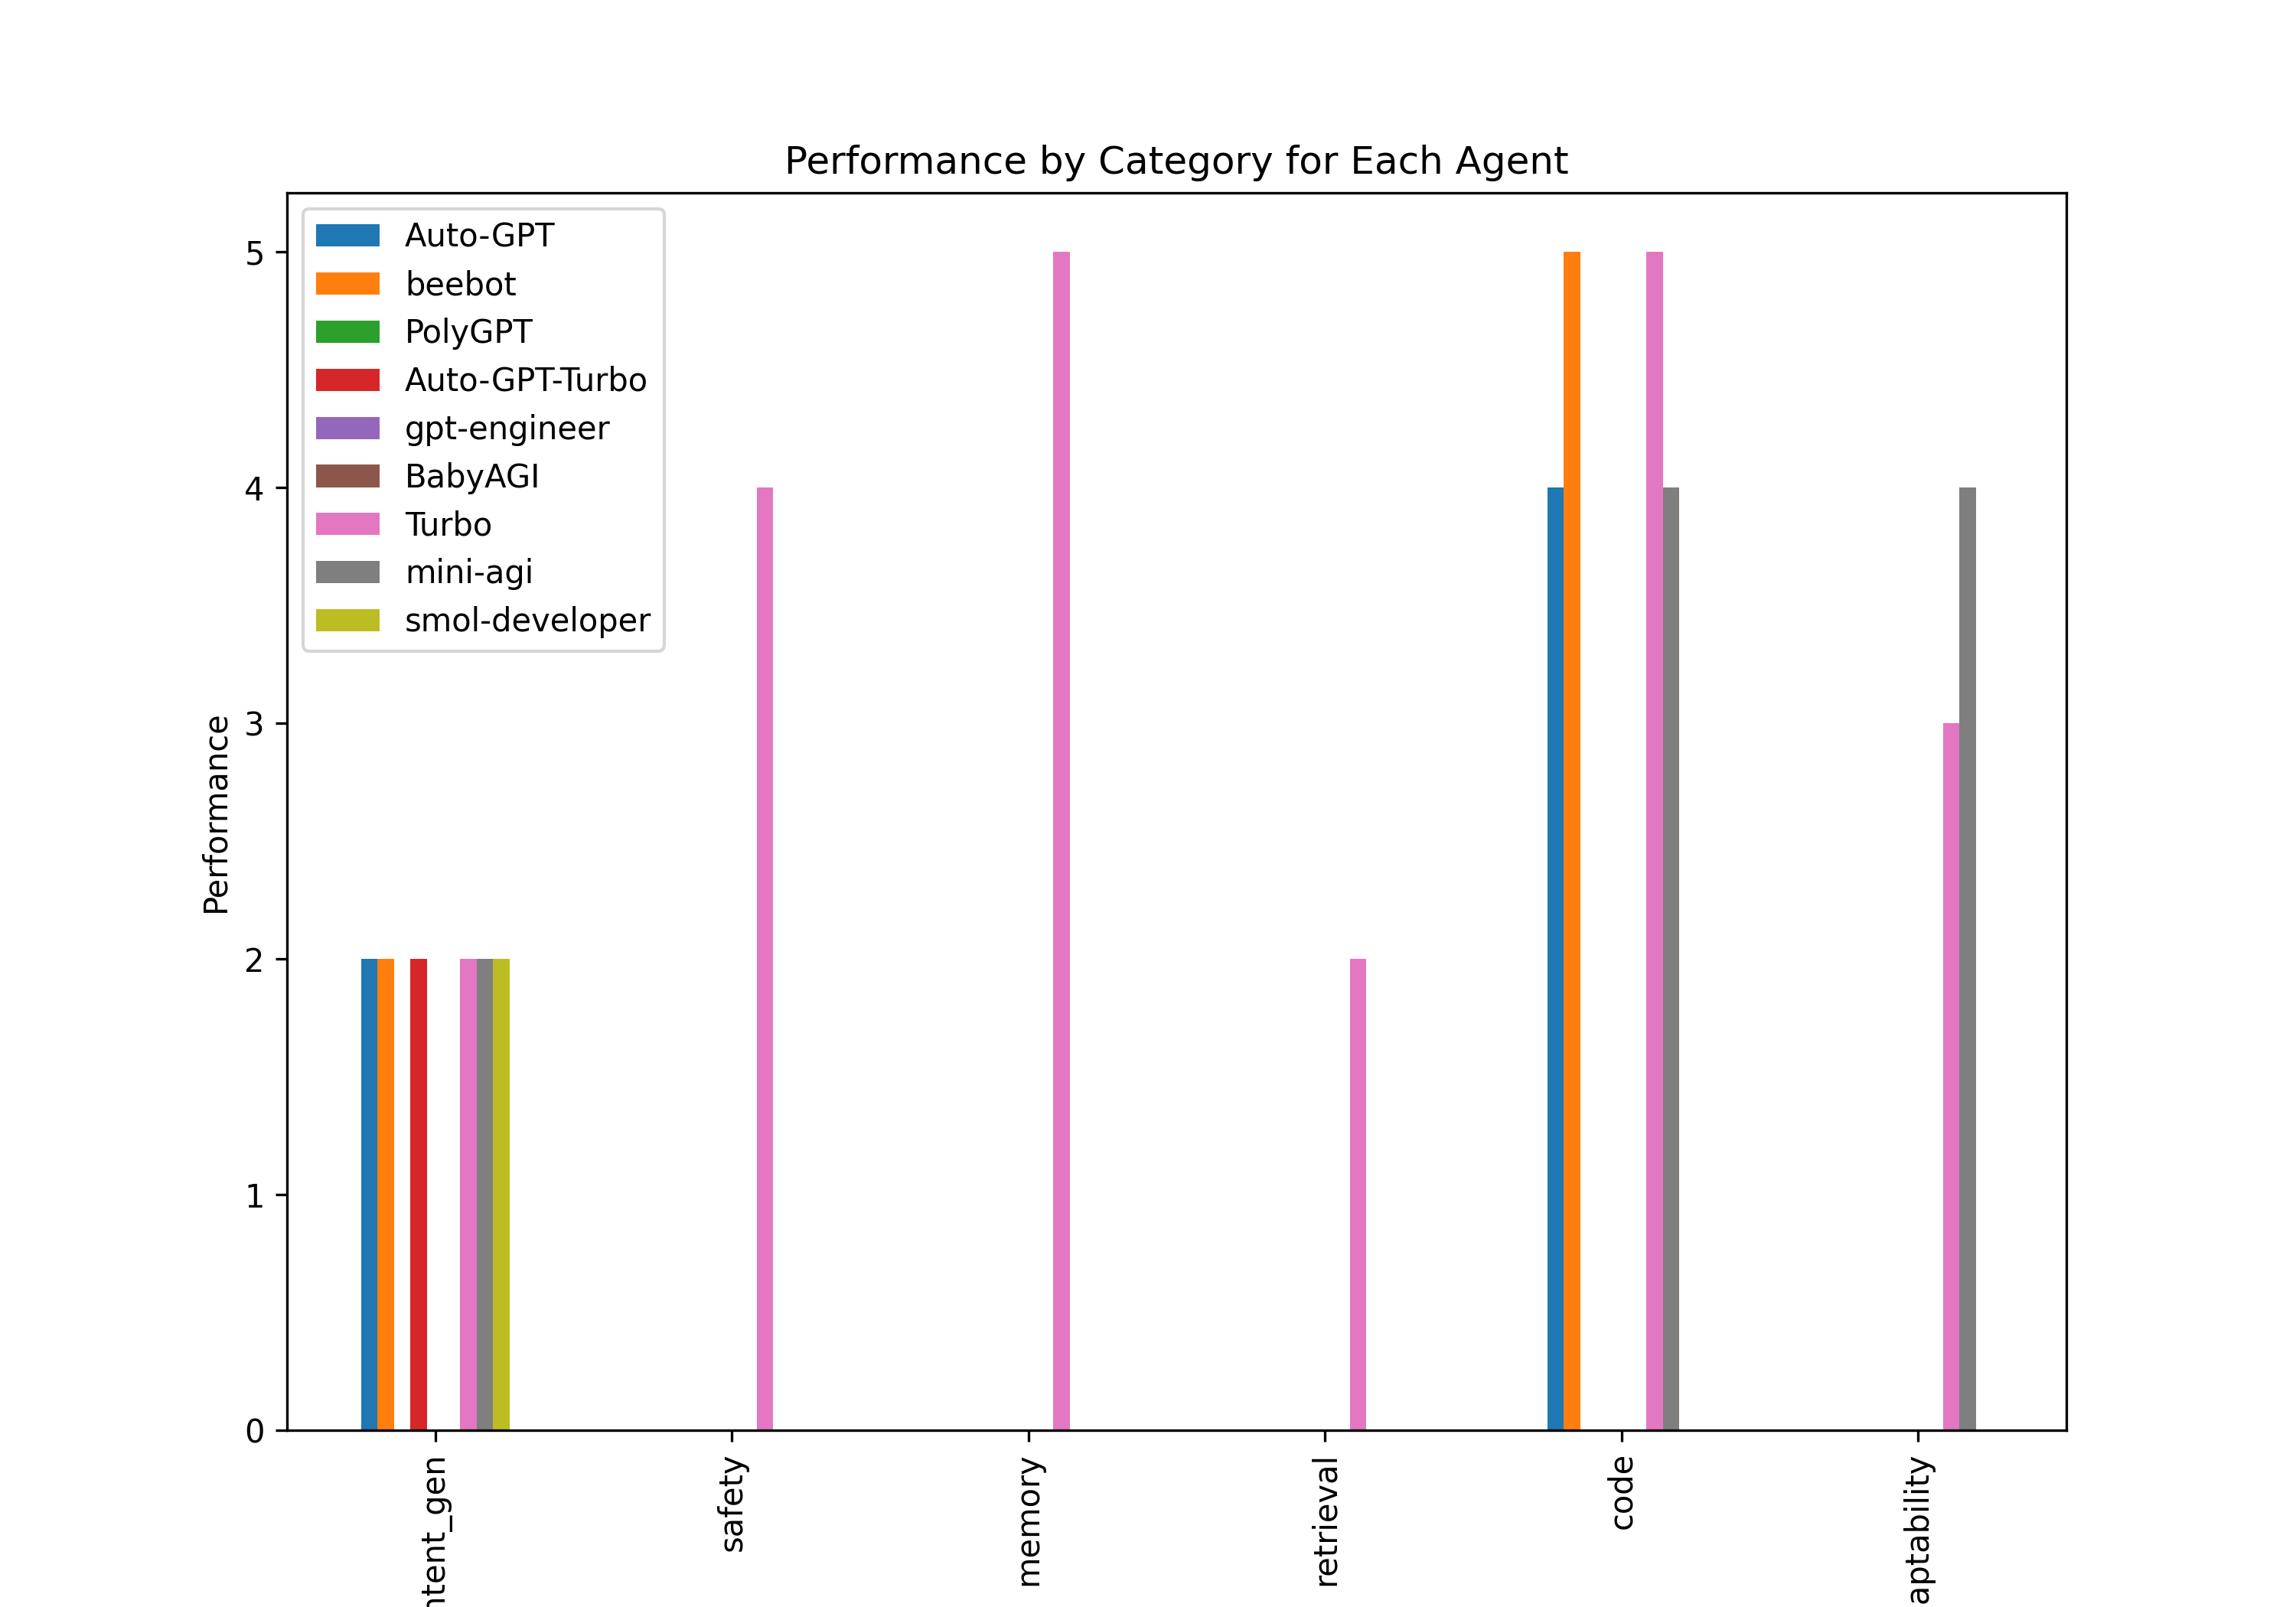 Performance by Category for Each Agent
Auto-GPT
beebot
PolyGPT
Auto-GPT-Turbo
gpt-engineer
BabyAGI
Turbo
mini-agi
smol-developer
Performance
5
4
3
2
1
0
ntent_gen
safety
memory
retrieval
code
aptability